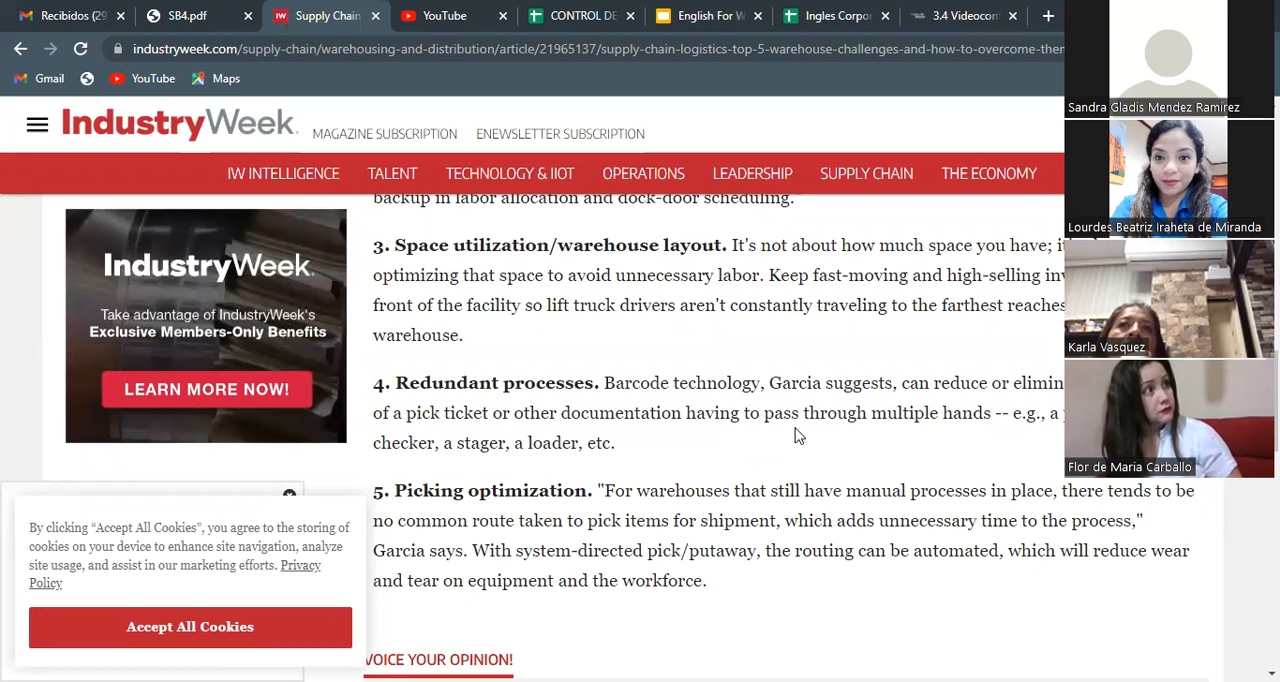 Recibidos (29
SB4.pdf
Supply Chain
YouTube
CONTROL DE
English For W
Ingles Corpor
3.4 Videocon
industryweek.com/supply-chain/warehousing-and-distribution/article/21965137/supply-chain-logistics-top-5-warehouse-challenges-and-how-to-overcome-them
Gmail
YouTube
Maps
IndustryWeek.
MAGAZINE SUBSCRIPTION
ENEWSLETTER SUBSCRIPTION
IW INTELLIGENCE
TALENT
TECHNOLOGY & IIOT
OPERATIONS
LEADERSHIP
SUPPLY CHAIN
THE ECONOMY
backup in labor allocation and dock-door scheduling."
IndustryWeek.
Take advantage of IndustryWeek's
Exclusive Members-Only Benefits
LEARN MORE NOW!
3. Space utilization/warehouse layout. It's not about how much space you have;
optimizing that space to avoid unnecessary labor. Keep fast-moving and high-selling
front of the facility so lift truck drivers aren't constantly traveling to the farthest reaches
warehouse.
4. Redundant processes. Barcode technology, Garcia suggests, can reduce or elimin
of a pick ticket or other documentation having to pass through multiple hands -- e.g., a
checker, a stager, a loader, etc.
5. Picking optimization. "For warehouses that still have manual processes in place, there tends to be
no common route taken to pick items for shipment, which adds unnecessary time to the process,"
Garcia says. With system-directed pick/putaway, the routing can be automated, which will reduce wear
and tear on equipment and the workforce.
By clicking “Accept All Cookies”, you agree to the storing of
cookies on your device to enhance site navigation, analyze
site usage, and assist in our marketing efforts. Privacy
Policy
Accept All Cookies
VOICE YOUR OPINION!
Sandra Gladis Mendez Ramirez
Lourdes Beatriz Iraheta de Miranda
Karla Vasquez
Flor de Maria Carballo